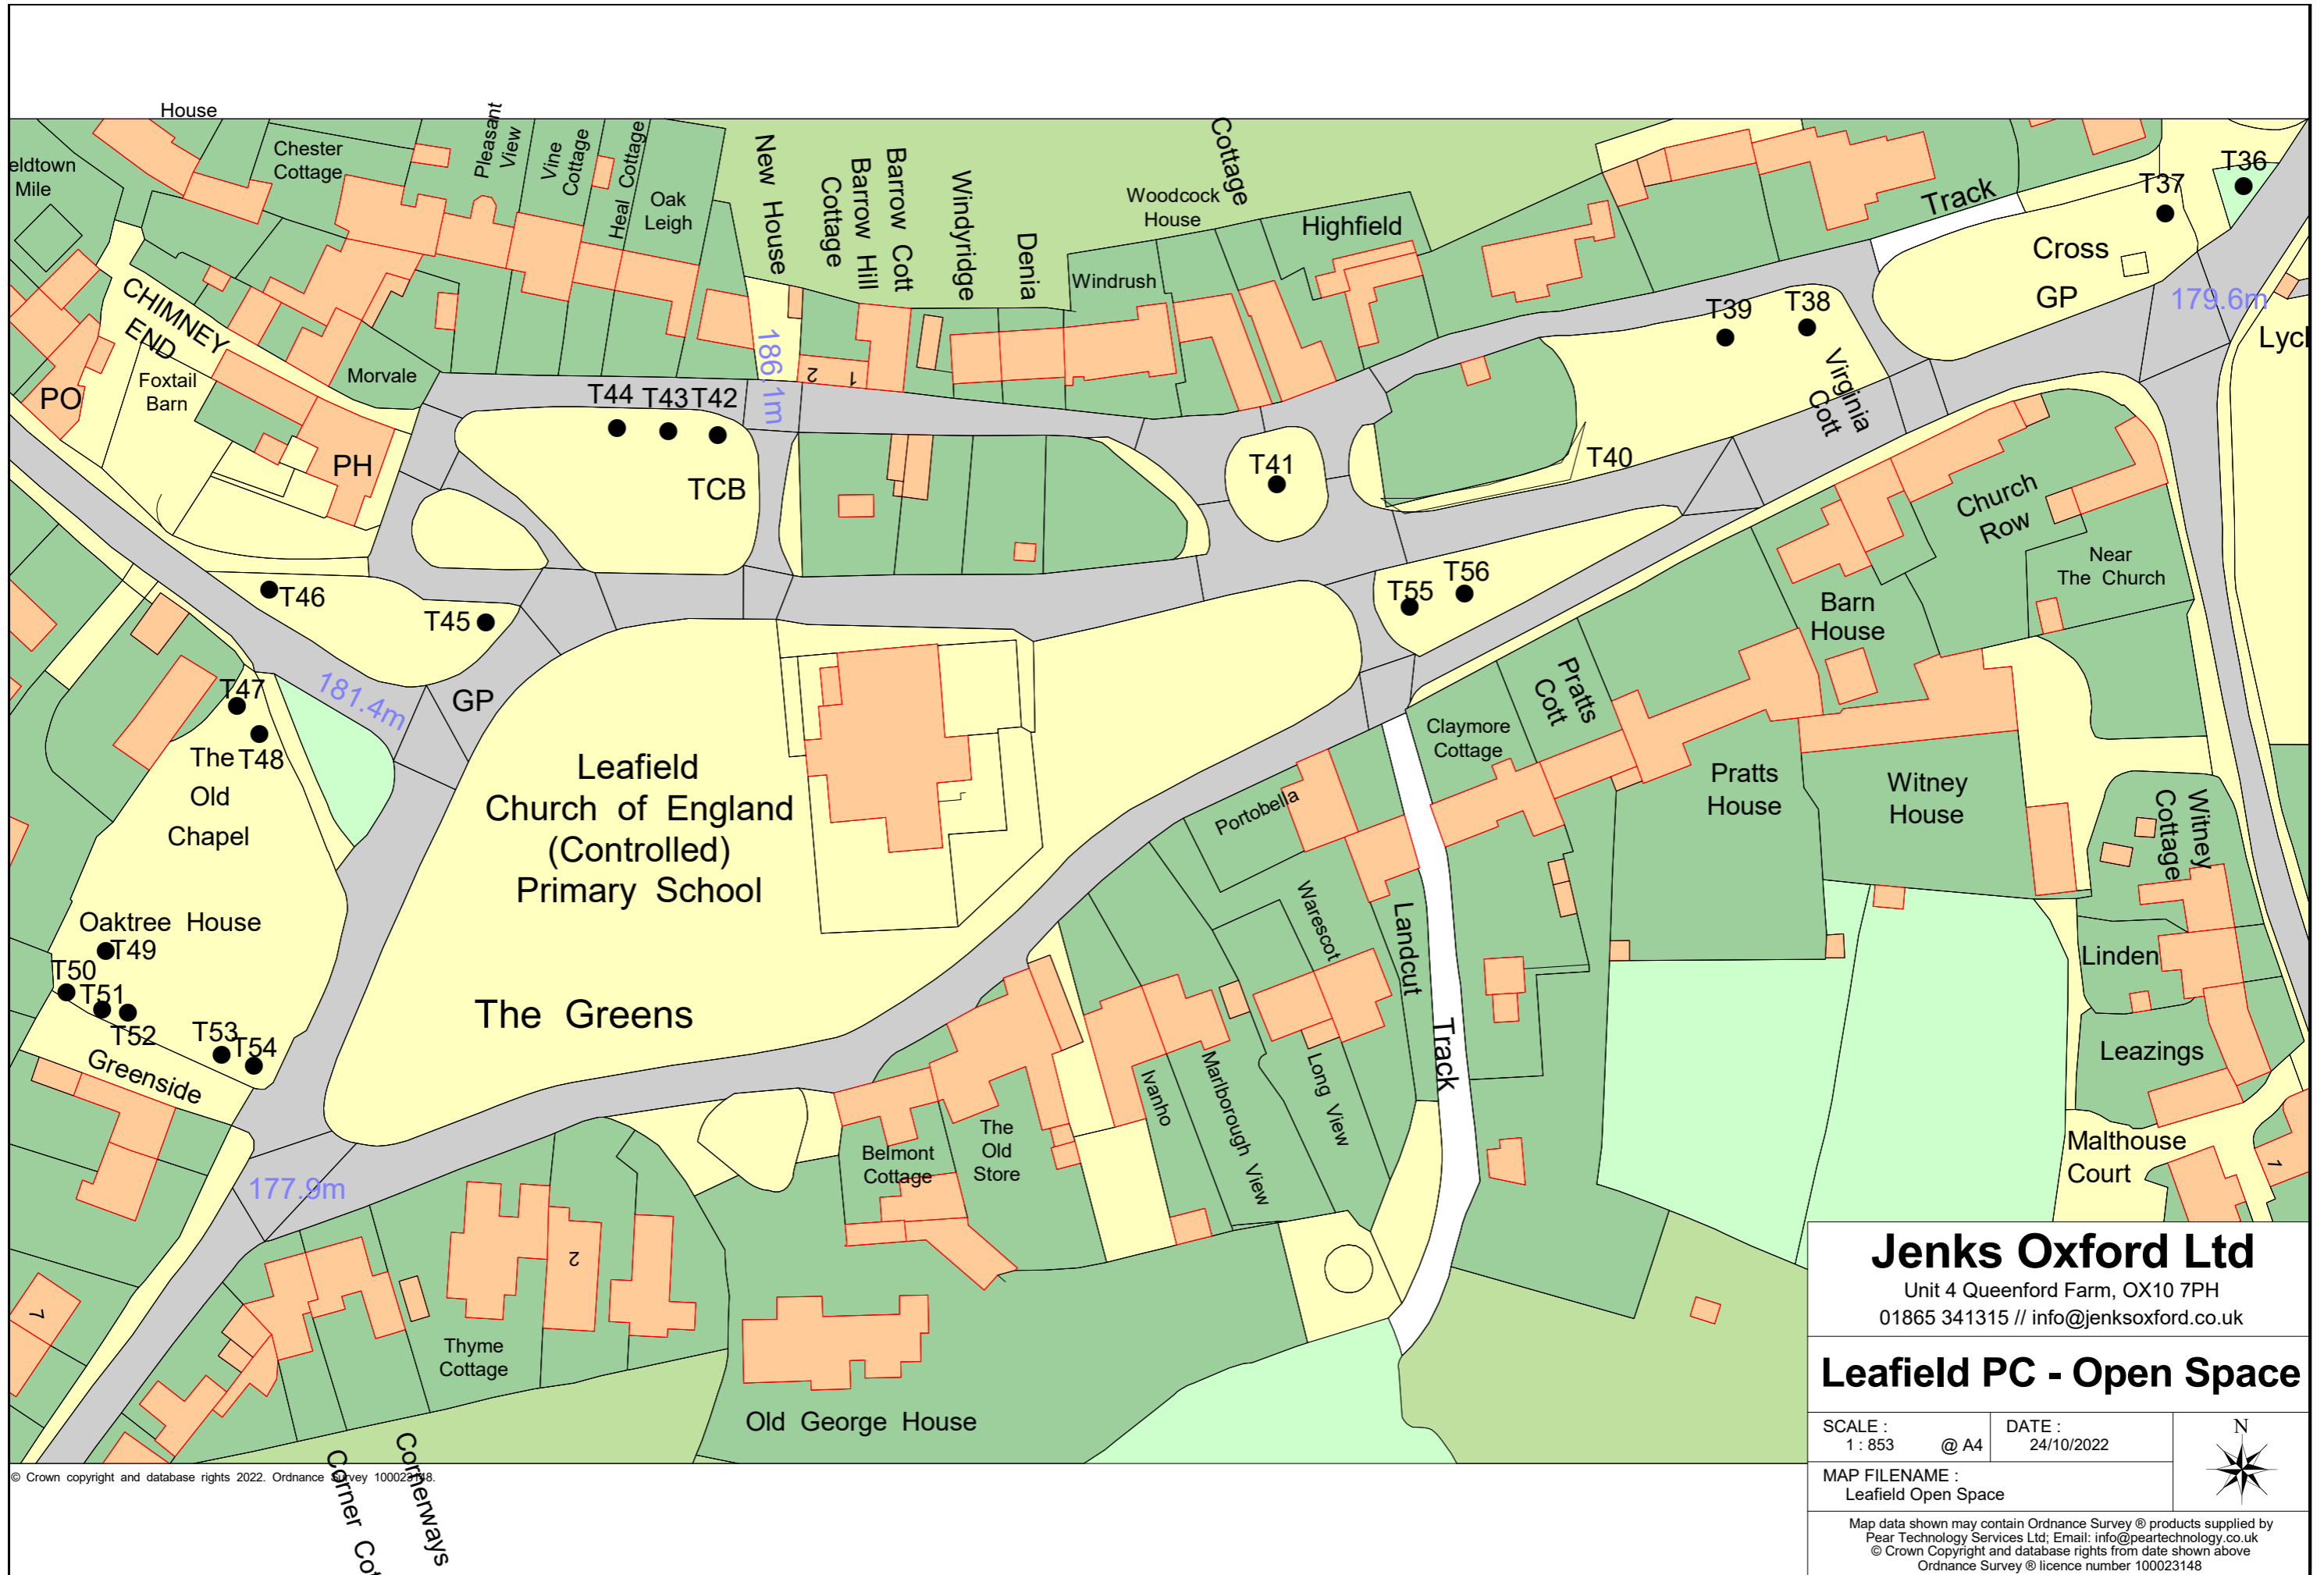 House
eldtown
Mile
Chester
Cottage
Pleasant
View
Vine
Cottage
Heal Cottage
Oak
Leigh
New House
Barrow Hill
Cottage
Barrow Cott
Windyridge
Denia
Cottage
Woodcock
House
Windrush
Highfield
Track
T36
T37
Cross
GP
179.6m
Lycl
CHIMNEY
END
PO
Foxtail
Barn
Morvale
PH
T44
T43
T42
186.1m
2
1
TCB
T41
T39
T38
Virginia
Cott
T40
Church
Row
Near
The Church
T46
T45
T55
T56
Barn
House
T47
T48
181.4m
GP
The
Old
Chapel
Leafield
Church of England
(Controlled)
Primary School
Pratts
Cott
Claymore
Cottage
Portobella
Pratts
House
Witney
House
Witney
Cottage
Warescot
Landcut
Oaktree House
T49
T50
T51
T52
T53
T54
Greenside
The Greens
Linden
Leazings
Track
Ivanho
Marlborough View
Long View
The
Old
Store
Belmont
Cottage
Malthouse
Court
1
177.9m
2
1
Thyme
Cottage
Old George House
Cornerways
Corner Cot
© Crown copyright and database rights 2022. Ordnance Survey 100023148.
Jenks Oxford Ltd
Unit 4 Queenford Farm, OX10 7PH
01865 341315 // info@jenksoxford.co.uk
Leafield PC - Open Space
SCALE :
1 : 853 @ A4
DATE :
24/10/2022
N
MAP FILENAME :
Leafield Open Space
Map data shown may contain Ordnance Survey ® products supplied by
Pear Technology Services Ltd; Email: info@peartechnology.co.uk
© Crown Copyright and database rights from date shown above
Ordnance Survey ® licence number 100023148